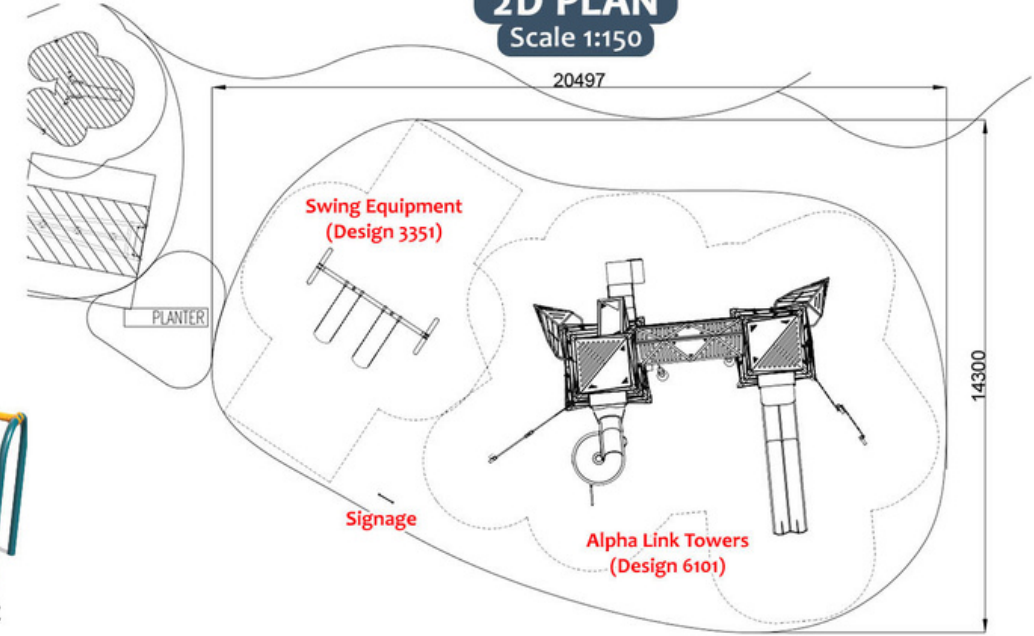 2D PLAN
Scale 1:150
20497
Swing Equipment
(Design 3351)
PLANTER
14300
Signage
Alpha Link Towers
(Design 6101)